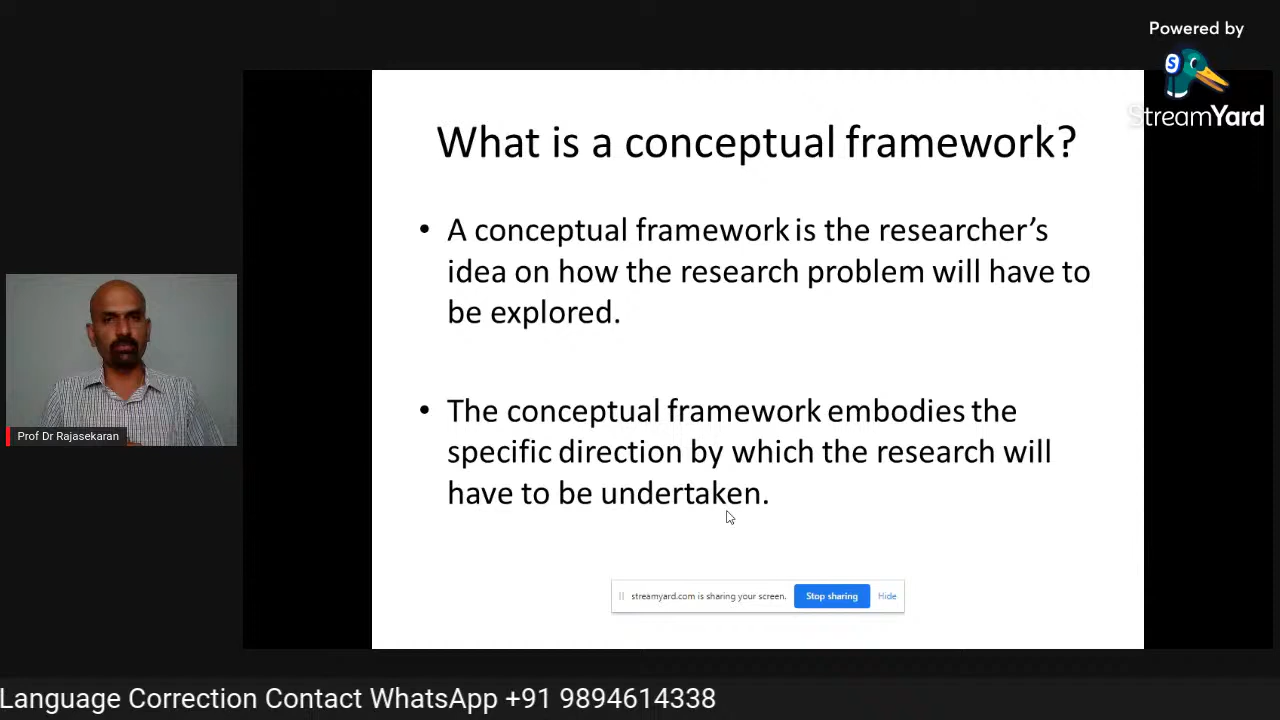 Powered by
S
StreamYard
What is a conceptual framework?
• A conceptual framework is the researcher’s
idea on how the research problem will have to
be explored.
• The conceptual framework embodies the
specific direction by which the research will
have to be undertaken.
Prof Dr Rajasekaran
streamyard.com is sharing your screen. Stop sharing Hide
Language Correction Contact WhatsApp +91 9894614338